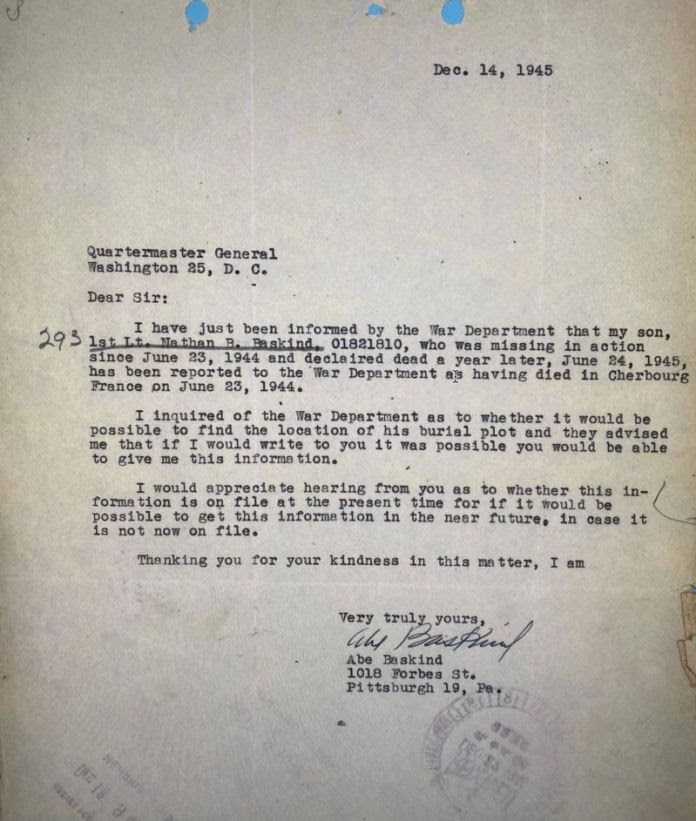 Dec. 14, 1945
Quartermaster General
Washington 25, D. C.
Dear Sir:
I have just been informed by the War Department that my son,
293
1st Lt. Nathan B. Baskind, 01821810, who was missing in action
since June 23, 1944 and declaired dead a year later, June 24, 1945,
has been reported to the War Department as having died in Cherbourg
France on June 23, 1944.
I inquired of the War Department as to whether it would be
possible to find the location of his burial plot and they advised
me that if I would write to you it was possible you would be able
to give me this information.
I would appreciate hearing from you as to whether this in-
formation is on file at the present time for if it would be
possible to get this information in the near future, in case it
is not now on file.
Thanking you for your kindness in this matter, I am
Very truly yours,
Abe Baskind
Abe Baskind
1018 Forbes St.
Pittsburgh 19, Pa.